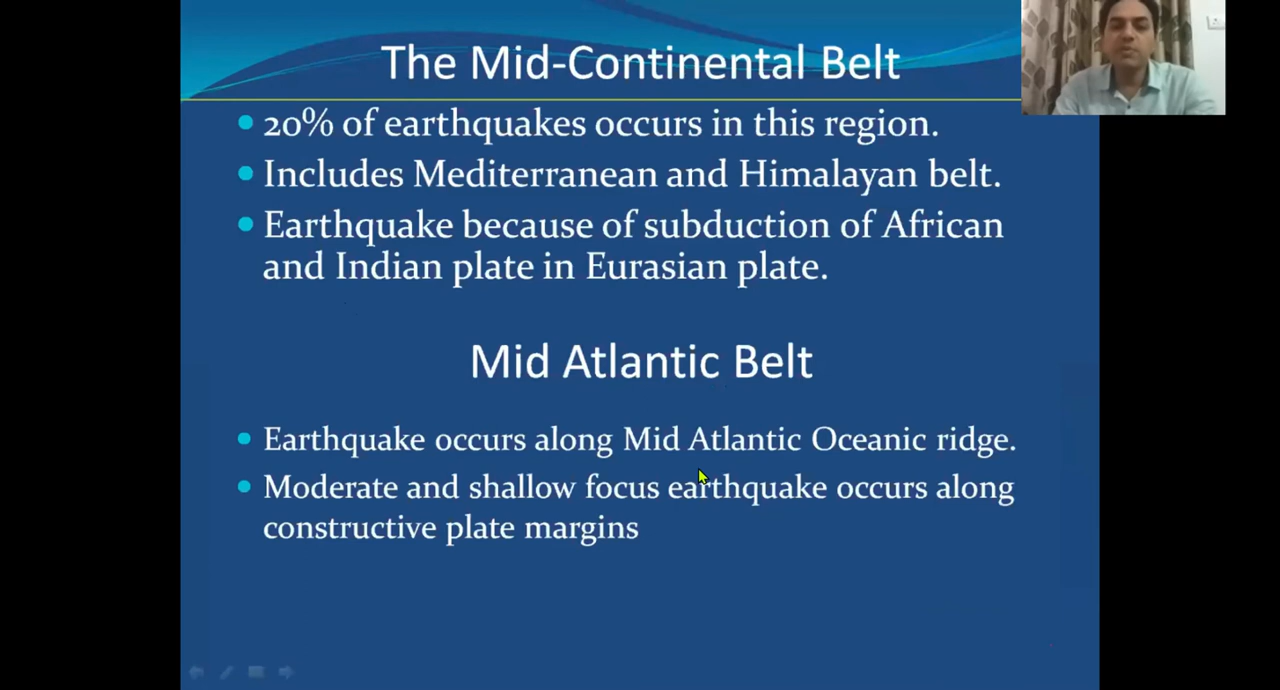 The Mid-Continental Belt
20% of earthquakes occurs in this region.
Includes Mediterranean and Himalayan belt.
Earthquake because of subduction of African
and Indian plate in Eurasian plate.
Mid Atlantic Belt
Earthquake occurs along Mid Atlantic Oceanic ridge.
Moderate and shallow focus earthquake occurs along
constructive plate margins